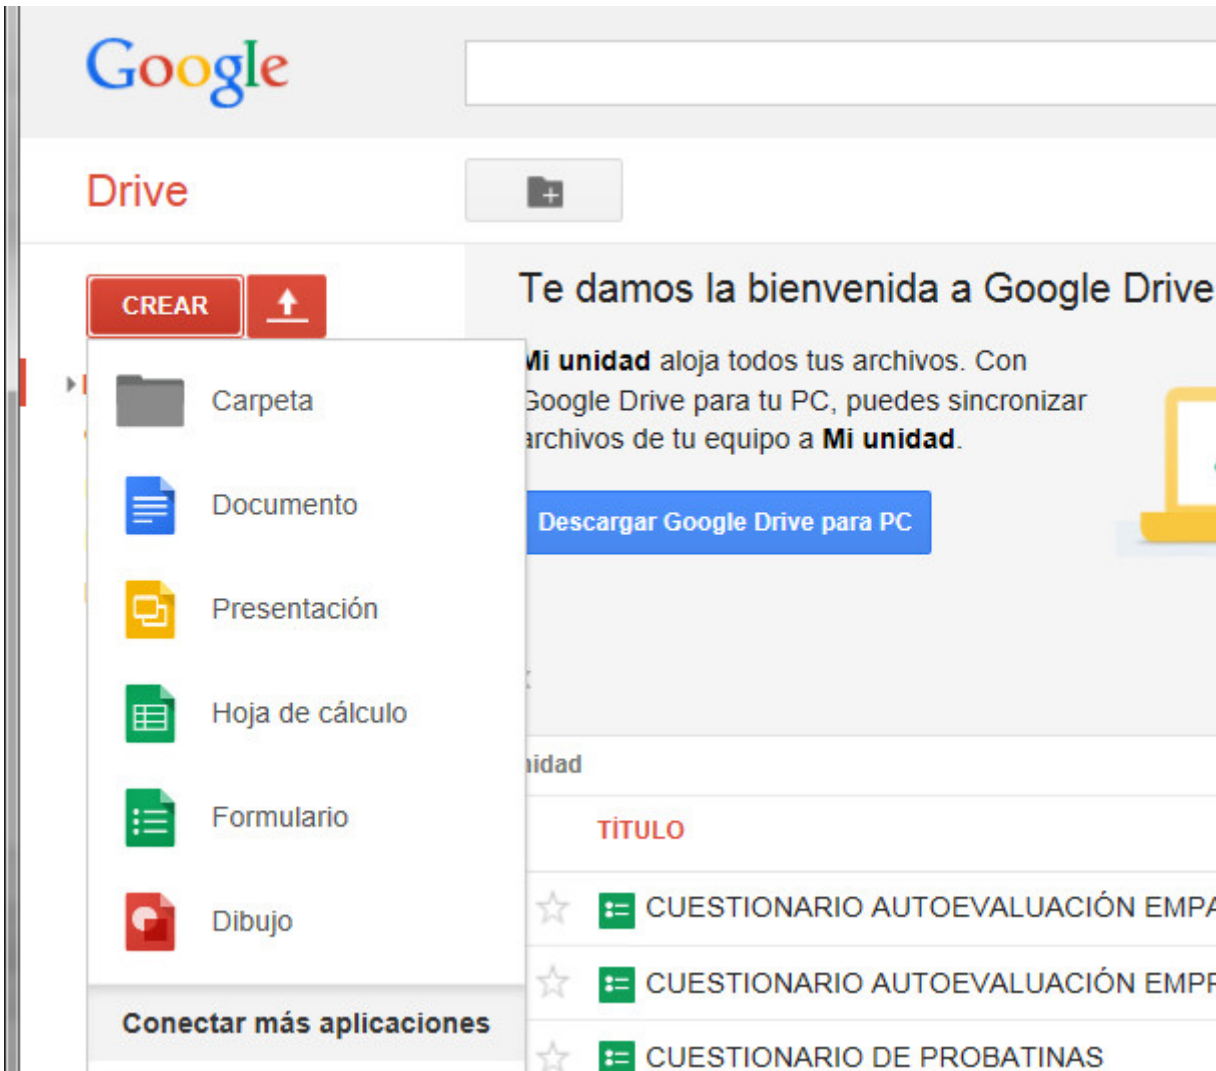 Google
Drive
CREAR
Te damos la bienvenida a Google Drive
Mi unidad aloja todos tus archivos. Con
Google Drive para tu PC, puedes sincronizar
archivos de tu equipo a Mi unidad.
Descargar Google Drive para PC
Carpeta
Documento
Presentación
Hoja de cálculo
Formulario
Dibujo
Conectar más aplicaciones
nidad
TÍTULO
CUESTIONARIO AUTOEVALUACIÓN EMPA
CUESTIONARIO AUTOEVALUACIÓN EMPR
CUESTIONARIO DE PROBATINAS